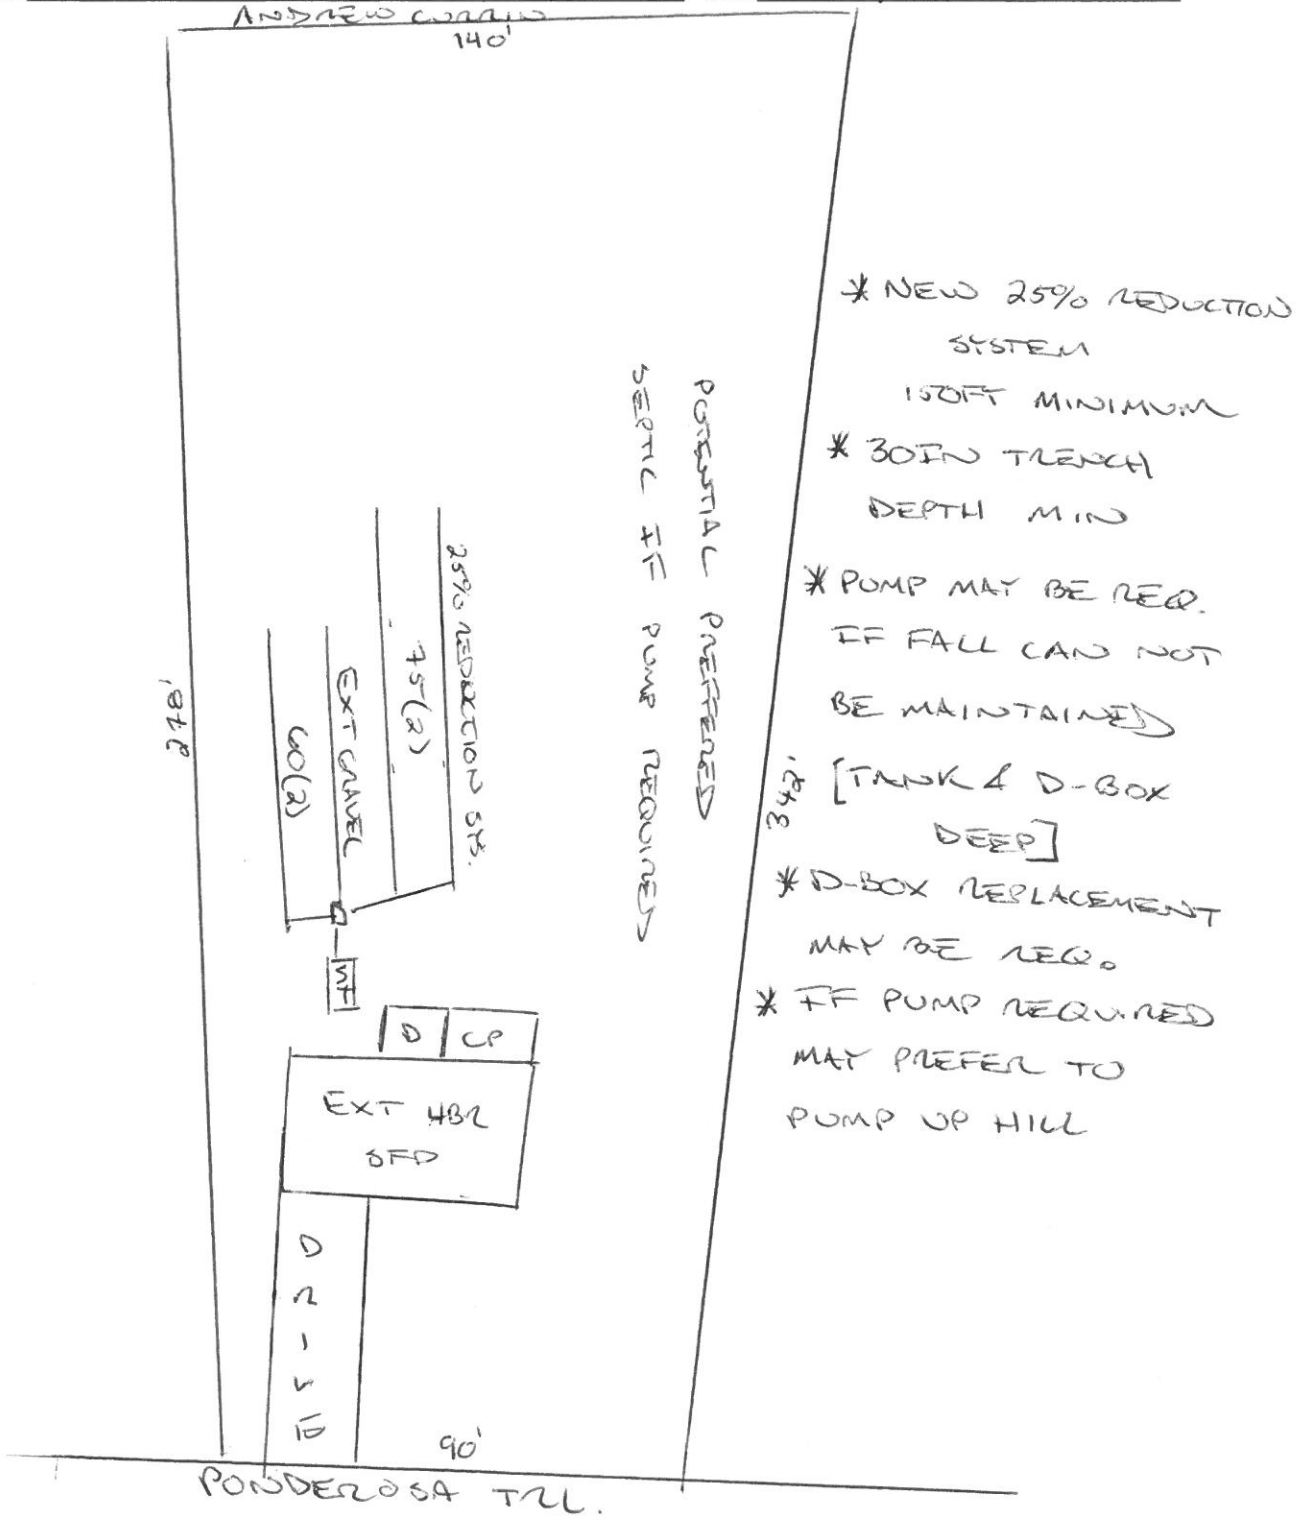 ANDREW CURRIN
140'
* NEW 25% REDUCTION
SYSTEM
150FT MINIMUM
* 30IN TRENCH
DEPTH MIN
* PUMP MAY BE REQ.
IF FALL CAN NOT
BE MAINTAINED
[TANK & D-BOX
DEEP]
* D-BOX REPLACEMENT
MAY BE REQ.
* IF PUMP REQUIRED
MAY PREFER TO
PUMP UP HILL
342'
POTENTIAL PREFFERED
SEPTIC IF PUMP REQUIRED
25% REDUCTION SYS.
75(2)
EXT GRAVEL
60(2)
278'
ST
D
CP
EXT 4BR
SFD
DRIVE
90'
PONDEROSA TRL.